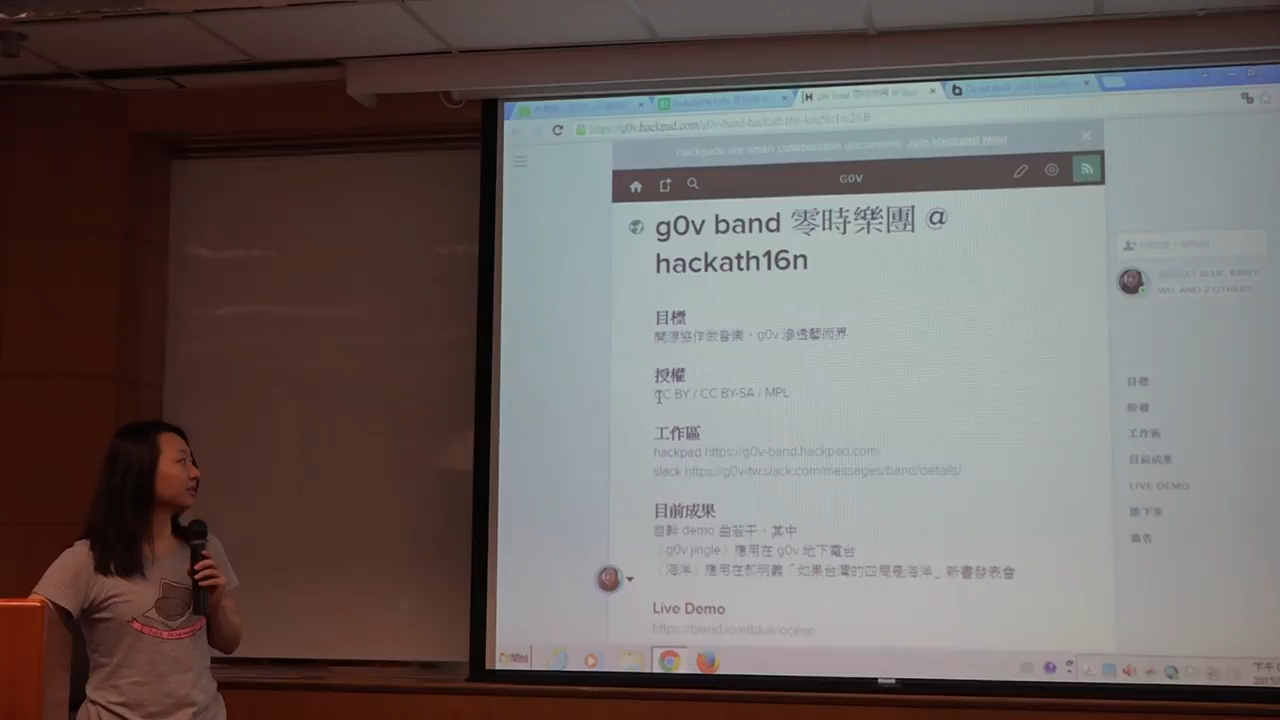 Hackpads are smart collaborative documents. Join Hackpad Now
G0V
g0v band 零時樂團 @
hackath16n
目標
開源協作做音樂，g0v 滲透藝術界
授權
CC BY / CC BY-SA / MPL
工作區
hackpad https://g0v-band.hackpad.com/
slack https://g0v-tw.slack.com/messages/band/details/
目前成果
自幹 demo 曲若干，其中
〈g0v jingle〉應用在 g0v 地下電台
〈海洋〉應用在彭明義「如果台灣的四周是海洋」新書發表會
Live Demo
https://blend.io/etblue/ocean
目標
授權
工作區
目前成果
LIVE DEMO
接下來
廣告